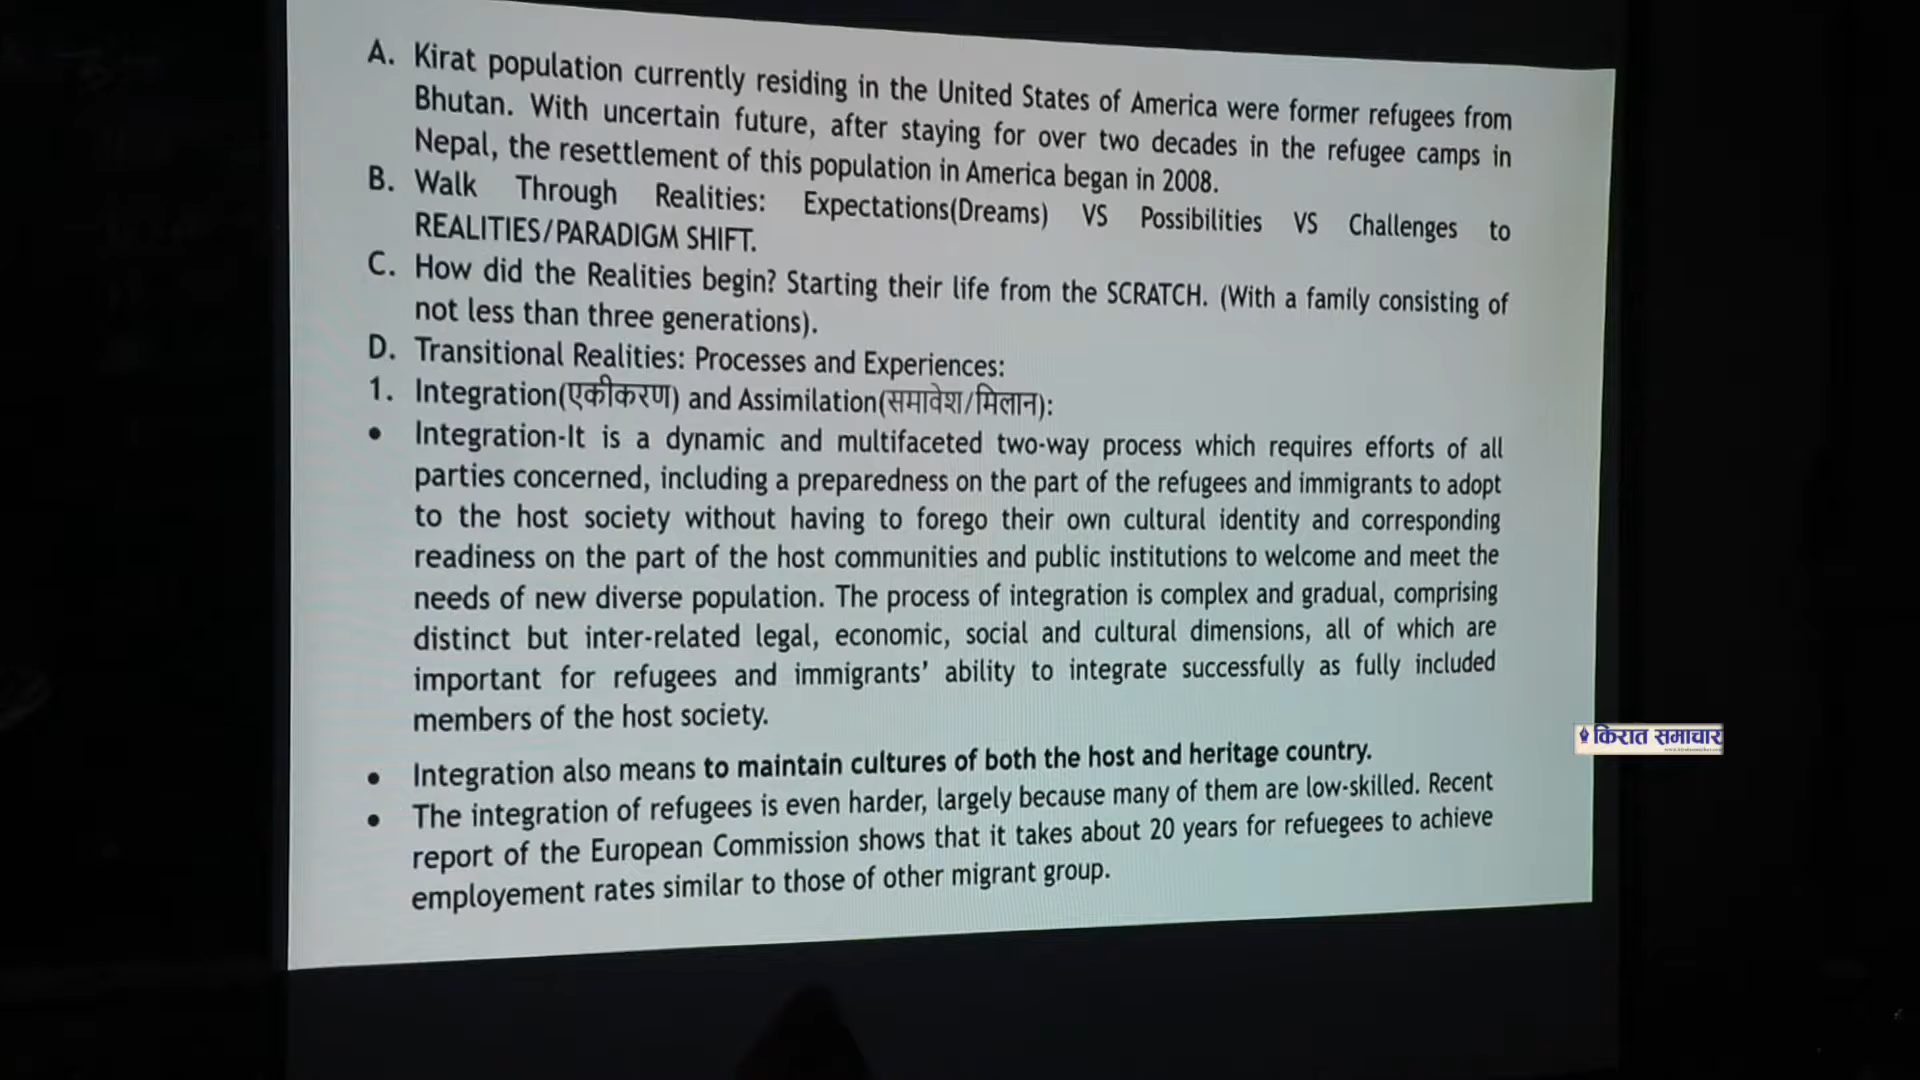 A. Kirat population currently residing in the United States of America were former refugees from
Bhutan. With uncertain future, after staying for over two decades in the refugee camps in
Nepal, the resettlement of this population in America began in 2008.
B. Walk Through Realities: Expectations(Dreams) VS Possibilities VS Challenges to
REALITIES/PARADIGM SHIFT.
C. How did the Realities begin? Starting their life from the SCRATCH. (With a family consisting of
not less than three generations).
D. Transitional Realities: Processes and Experiences:
1. Integration(एकीकरण) and Assimilation(समावेश/मिलान):
• Integration-It is a dynamic and multifaceted two-way process which requires efforts of all
parties concerned, including a preparedness on the part of the refugees and immigrants to adopt
to the host society without having to forego their own cultural identity and corresponding
readiness on the part of the host communities and public institutions to welcome and meet the
needs of new diverse population. The process of integration is complex and gradual, comprising
distinct but inter-related legal, economic, social and cultural dimensions, all of which are
important for refugees and immigrants’ ability to integrate successfully as fully included
members of the host society.
• Integration also means to maintain cultures of both the host and heritage country.
• The integration of refugees is even harder, largely because many of them are low-skilled. Recent
report of the European Commission shows that it takes about 20 years for refuegees to achieve
employement rates similar to those of other migrant group.
किरात समाचार